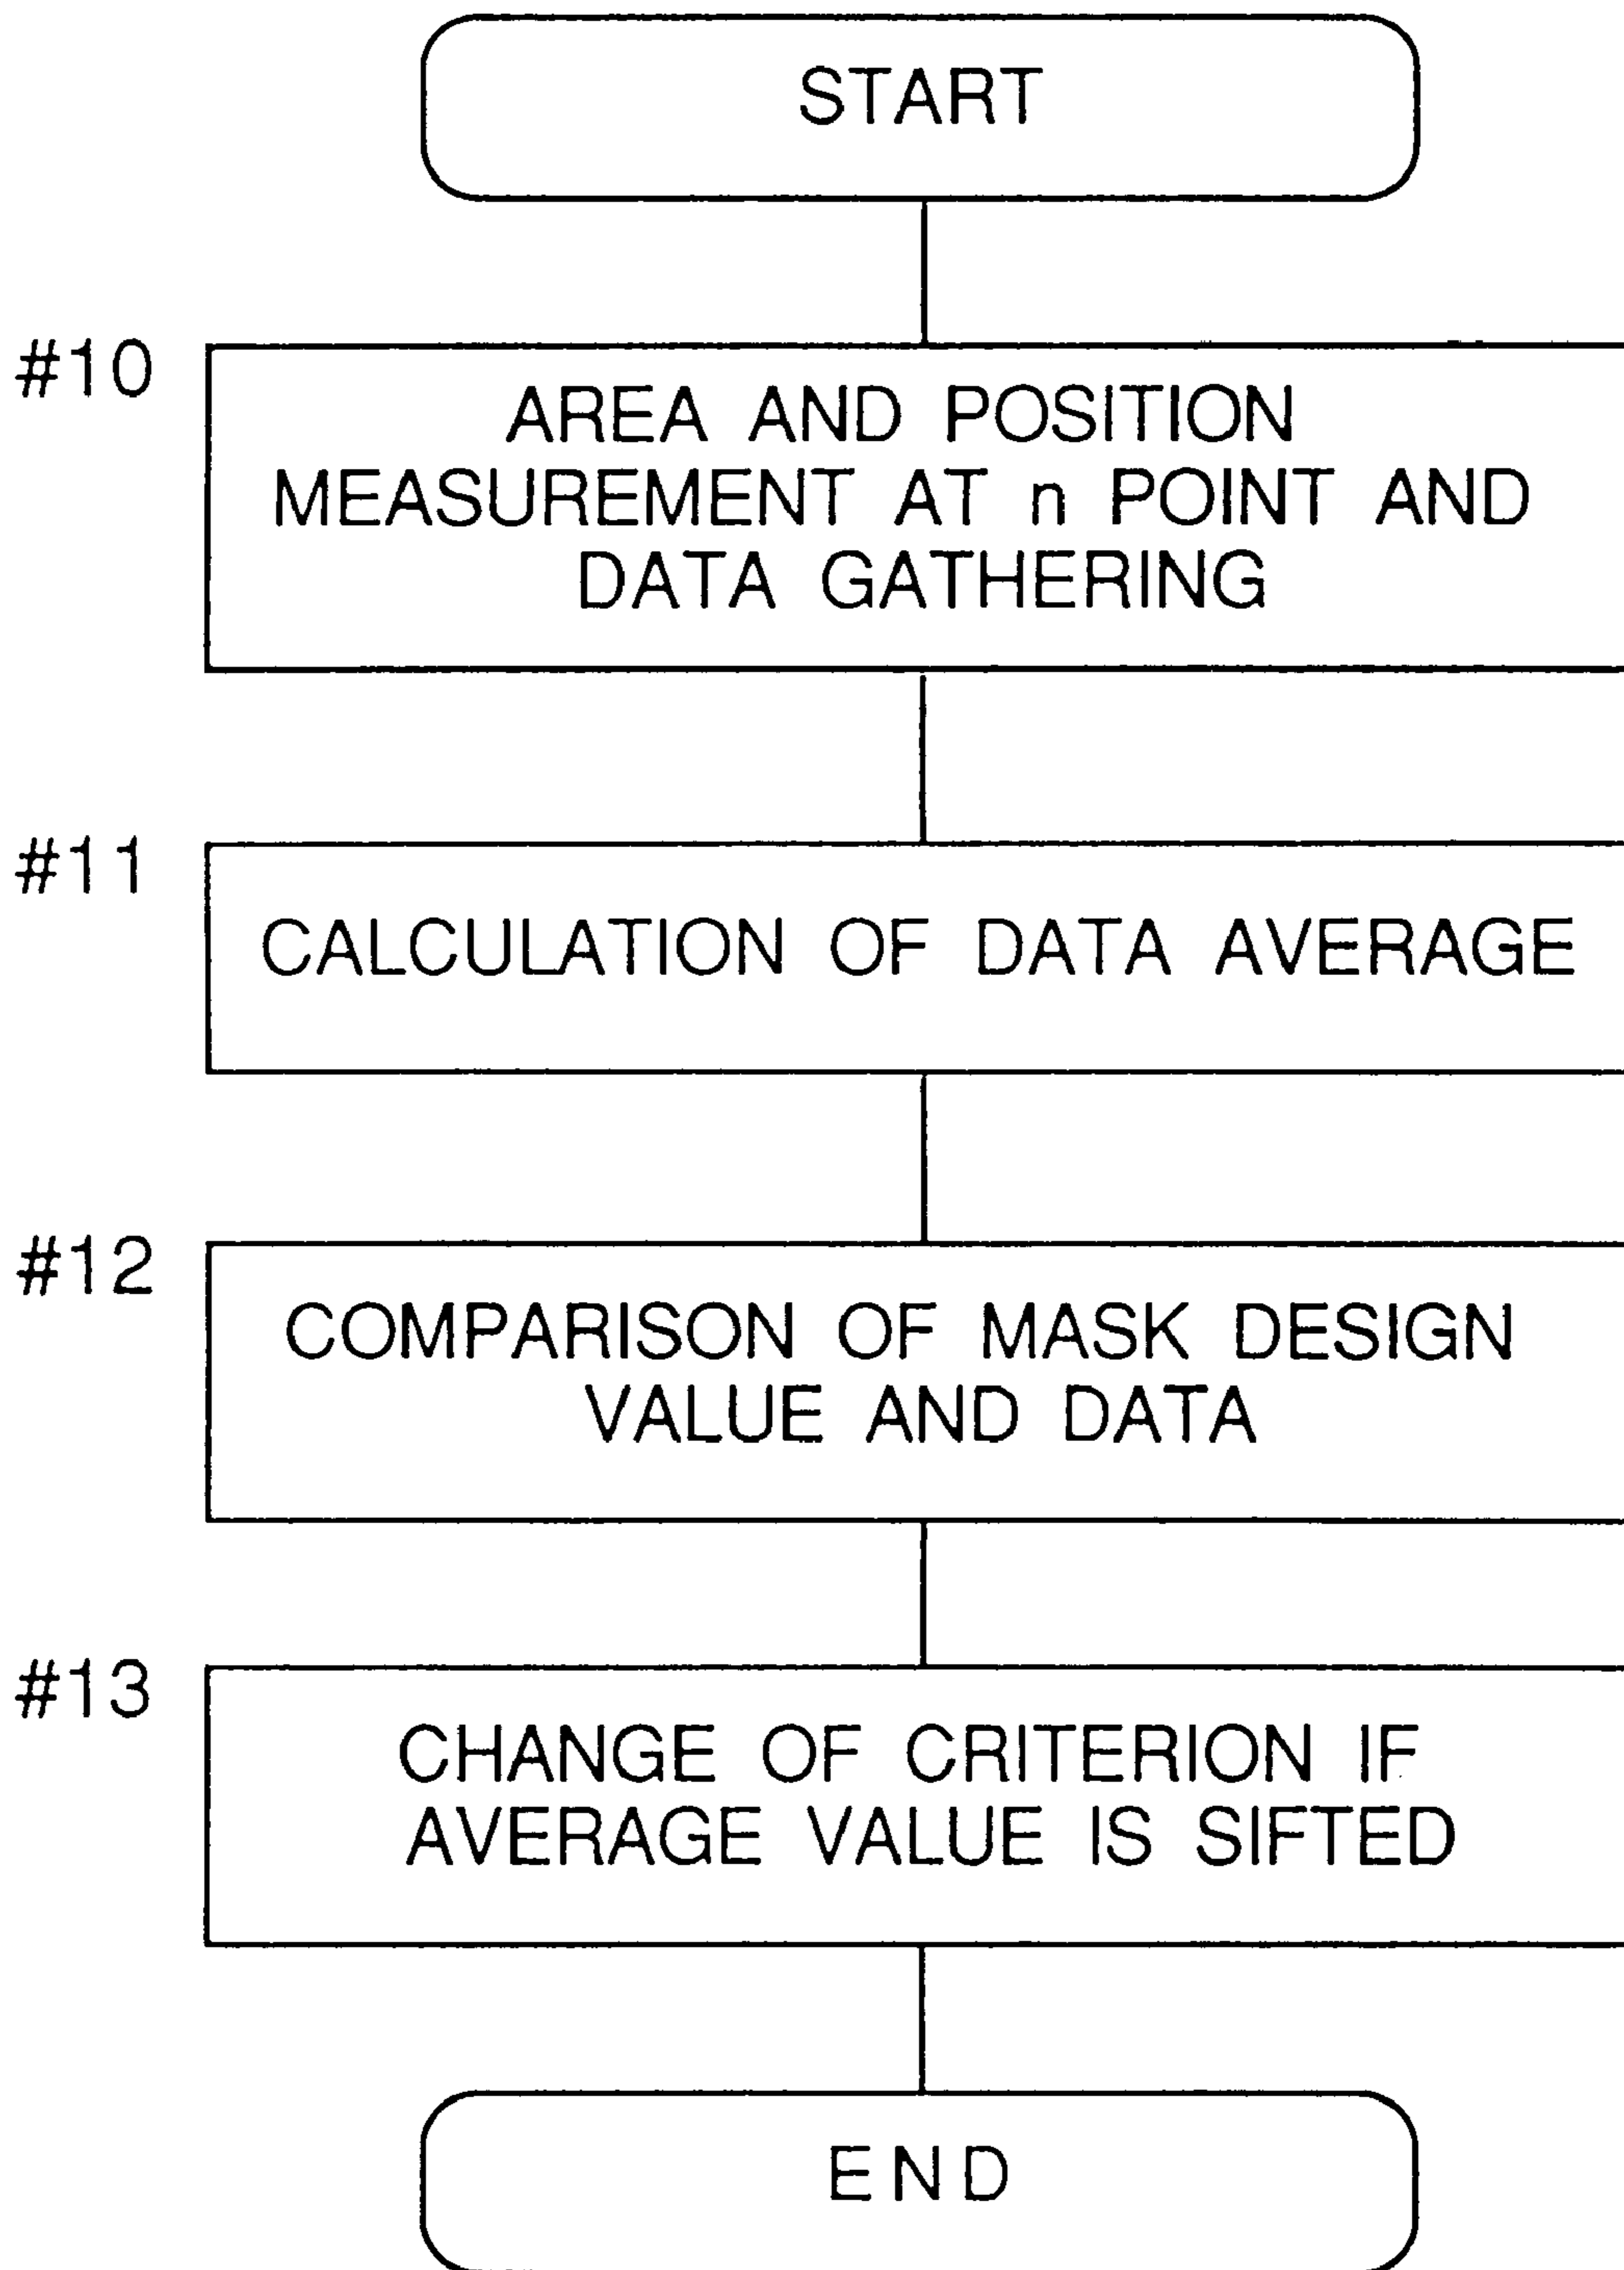 START
#10
AREA AND POSITION
MEASUREMENT AT n POINT AND
DATA GATHERING
#11
CALCULATION OF DATA AVERAGE
#12
COMPARISON OF MASK DESIGN
VALUE AND DATA
#13
CHANGE OF CRITERION IF
AVERAGE VALUE IS SIFTED
END